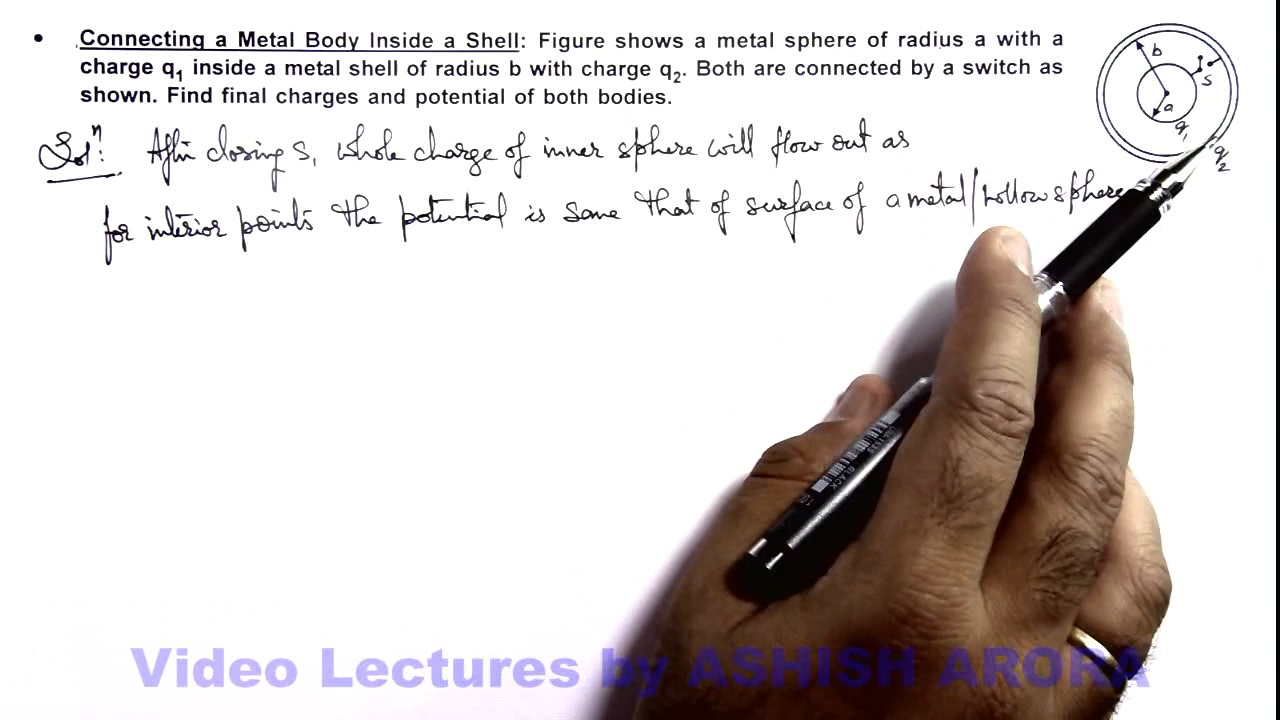 • Connecting a Metal Body Inside a Shell: Figure shows a metal sphere of radius a with a
charge q₁ inside a metal shell of radius b with charge q₂. Both are connected by a switch as
shown. Find final charges and potential of both bodies.
b
S
a
q₁
q₂
Solⁿ: After closing S, whole charge of inner sphere will flow out as
for interior points the potential is same that of surface of a metal/hollow sphere
Video Lectures by ASHISH ARORA